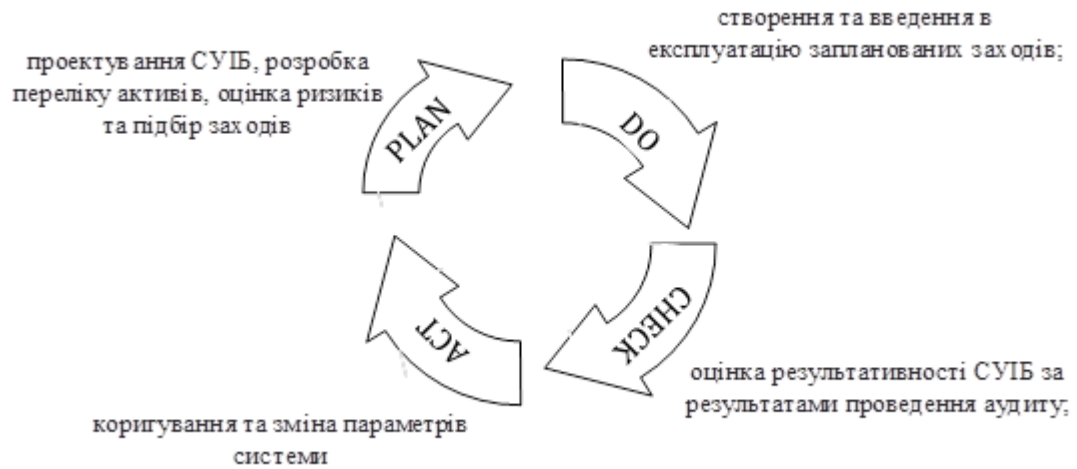 створення та введення в
експлуатацію запланованих заходів;
проектування СУІБ, розробка
переліку активів, оцінка ризиків
та підбір заходів
PLAN
DO
CHECK
ACT
оцінка результативності СУІБ за
результатами проведення аудиту;
коригування та зміна параметрів
системи